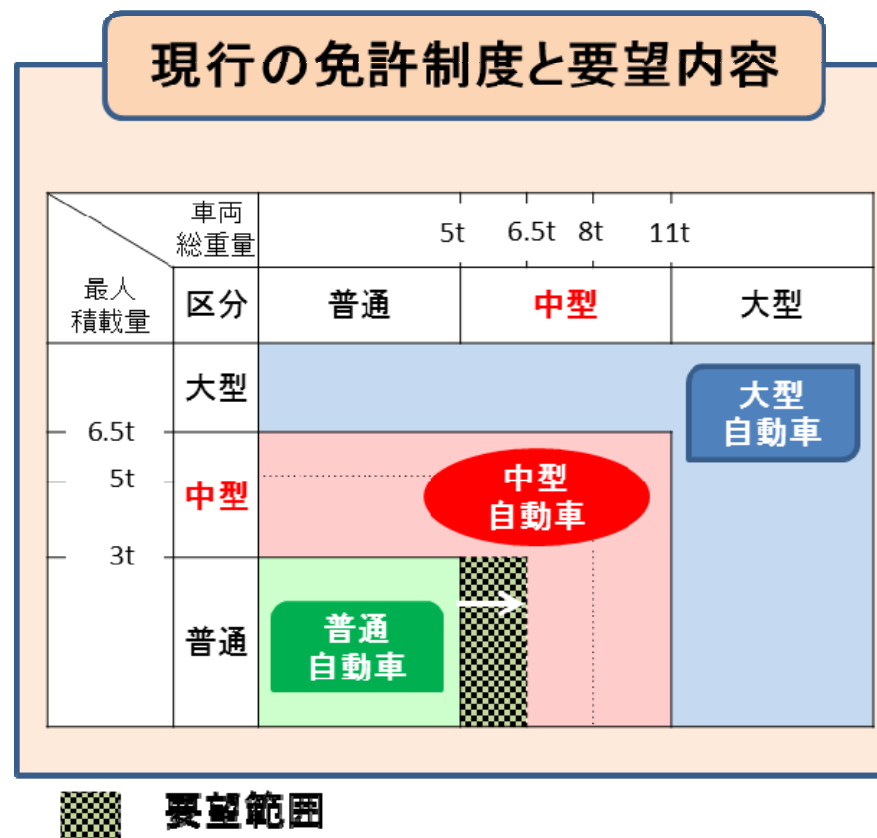 現行の免許制度と要望内容
車両
総重量
5t 6.5t 8t 11t
最人
積載量
区分 普通 中型 大型
大型
大型
自動車
6.5t
5t
中型
中型
自動車
3t
普通
普通
自動車
要望範囲